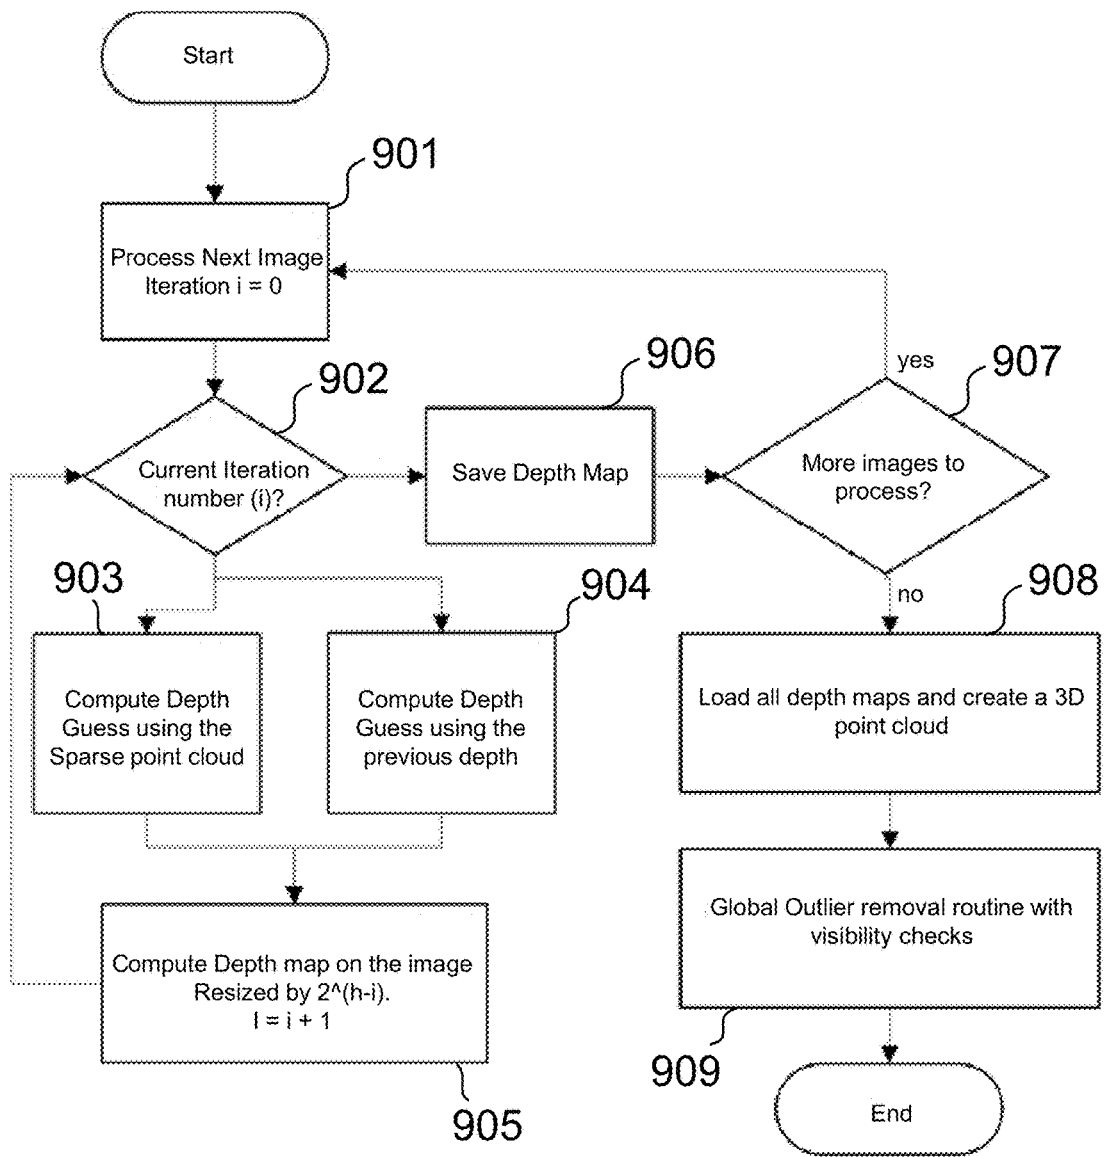 Start
901
Process Next Image
Iteration i = 0
902
Current Iteration
number (i)?
906
Save Depth Map
907
yes
More images to
process?
no
903
Compute Depth
Guess using the
Sparse point cloud
904
Compute Depth
Guess using the
previous depth
905
Compute Depth map on the image
Resized by 2^(h-i).
I = i + 1
908
Load all depth maps and create a 3D
point cloud
Global Outlier removal routine with
visibility checks
909
End